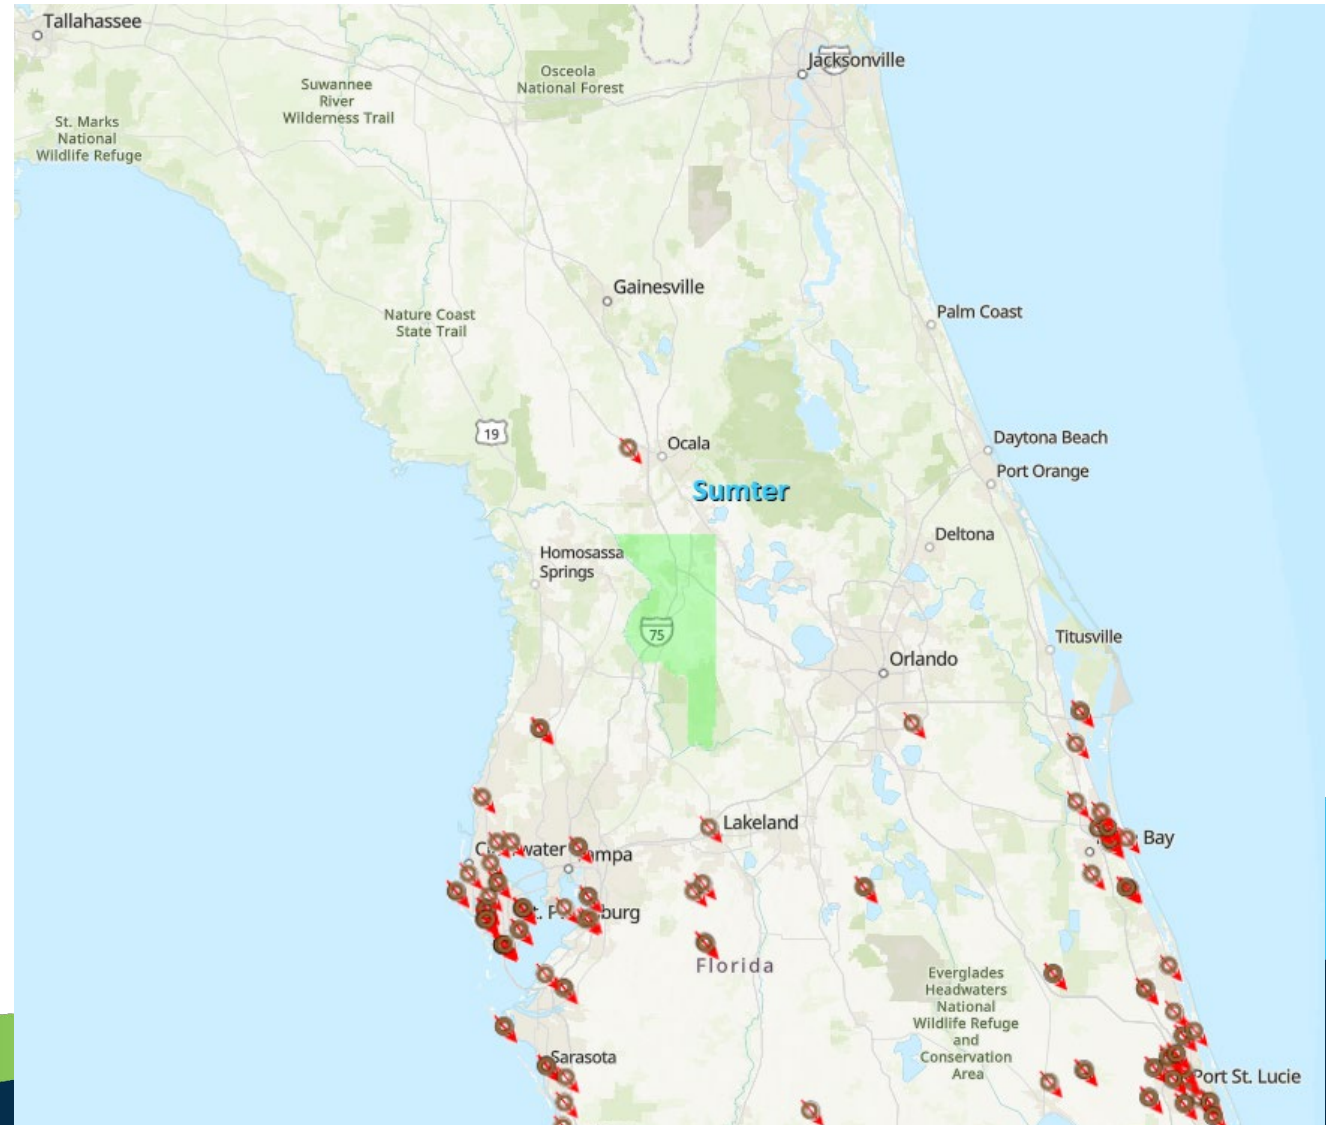 Tallahassee
Jacksonville
Osceola
National Forest
Suwannee
River
Wilderness Trail
St. Marks
National
Wildlife Refuge
Gainesville
Palm Coast
Nature Coast
State Trail
19
Ocala
Daytona Beach
Port Orange
Sumter
Deltona
Homosassa
Springs
75
Titusville
Orlando
Lakeland
Bay
Florida
Everglades
Headwaters
National
Wildlife Refuge
and
Conservation
Area
Sarasota
Port St. Lucie